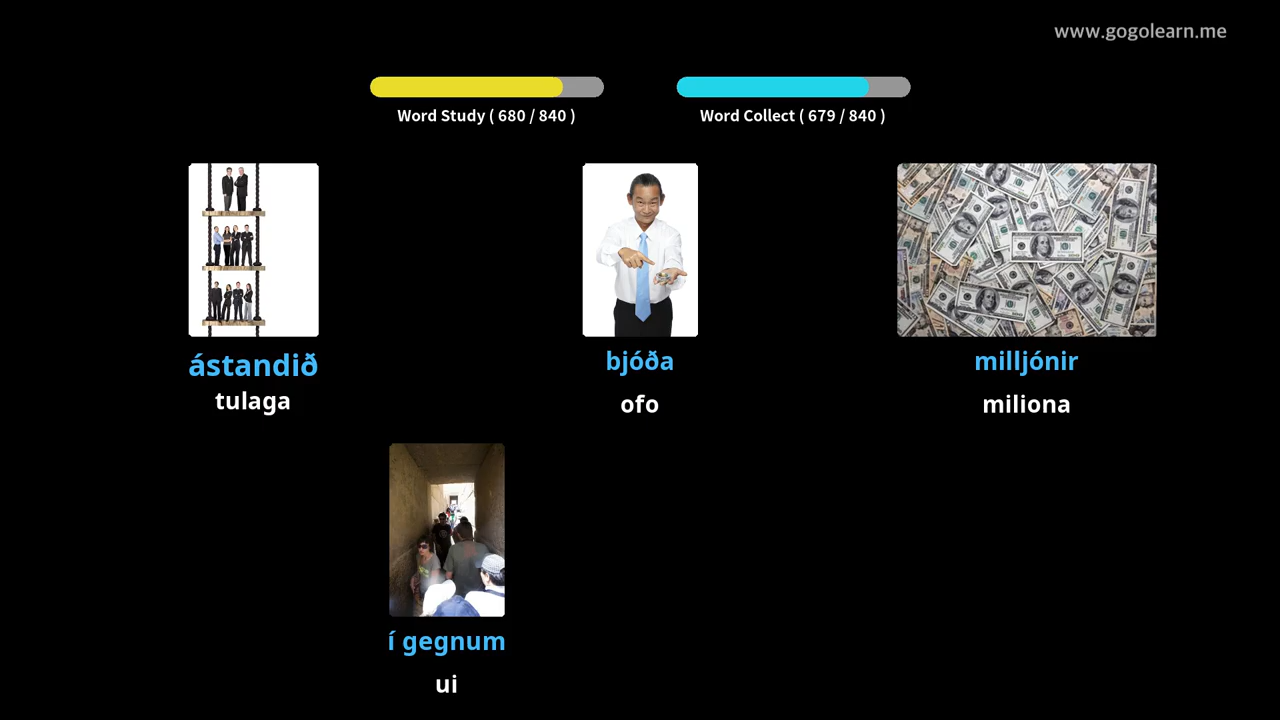 www.gogolearn.me
Word Study ( 680 / 840 )
Word Collect ( 679 / 840 )
ástandið
tulaga
bjóða
ofo
milljónir
miliona
í gegnum
ui